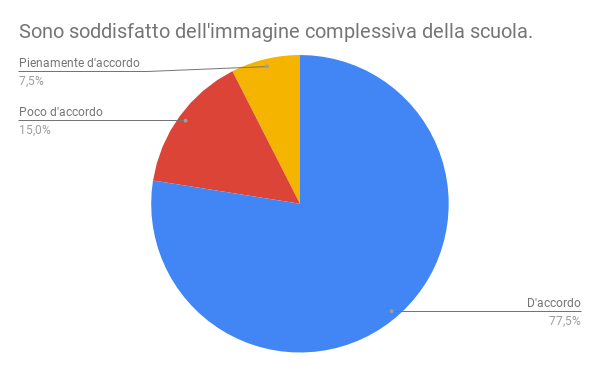 Sono soddisfatto dell'immagine complessiva della scuola.
Pienamente d'accordo
7,5%
Poco d'accordo
15,0%
D'accordo
77,5%